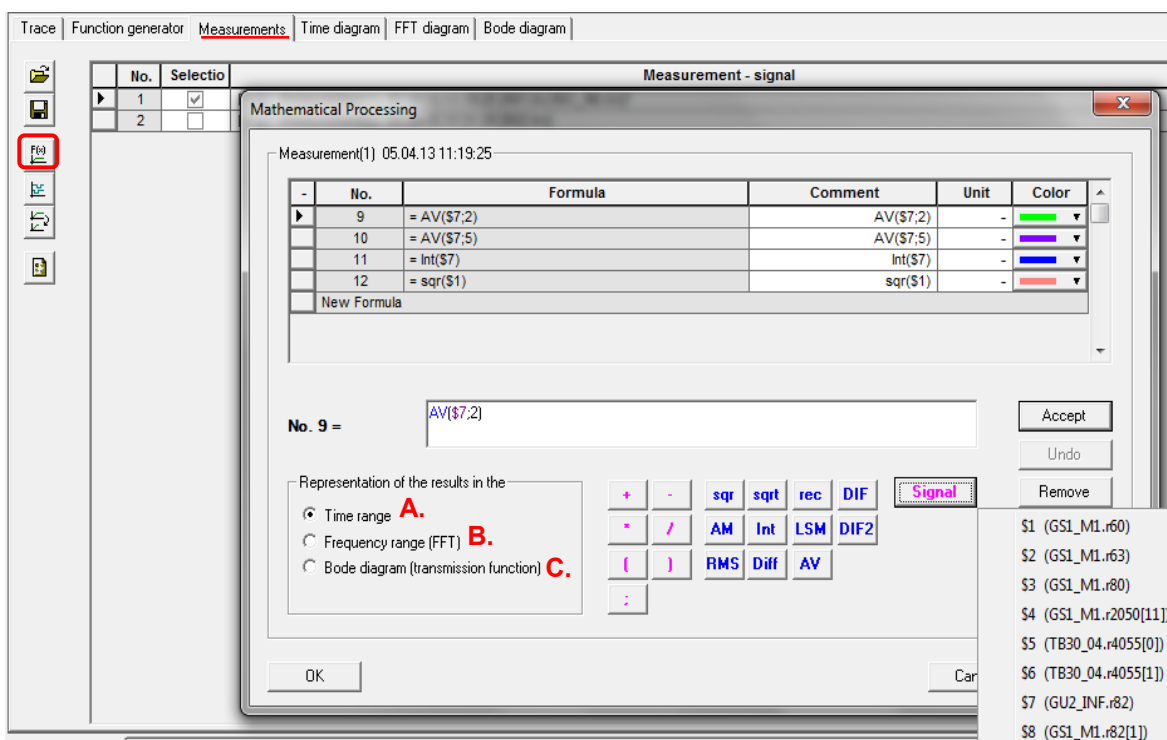 Trace Function generator Measurements Time diagram FFT diagram Bode diagram
No. Selectio Measurement - signal
1
2
Mathematical Processing
Measurement(1) 05.04.13 11:19:25
- No. Formula Comment Unit Color
9 = AV($7;2) AV($7;2) -
10 = AV($7;5) AV($7;5) -
11 = Int($7) Int($7) -
12 = sqr($1) sqr($1) -
New Formula
No. 9 = AV($7;2)
Accept
Undo
Remove
Representation of the results in the
Time range A.
Frequency range (FFT) B.
Bode diagram (transmission function) C.
+ - sqr sqrt rec DIF Signal
* / AM Int LSM DIF2
( ) RMS Diff AV
;
$1 (GS1_M1.r60)
$2 (GS1_M1.r63)
$3 (GS1_M1.r80)
$4 (GS1_M1.r2050[11])
$5 (TB30_04.r4055[0])
$6 (TB30_04.r4055[1])
$7 (GU2_INF.r82)
$8 (GS1_M1.r82[1])
OK Car
F(x)